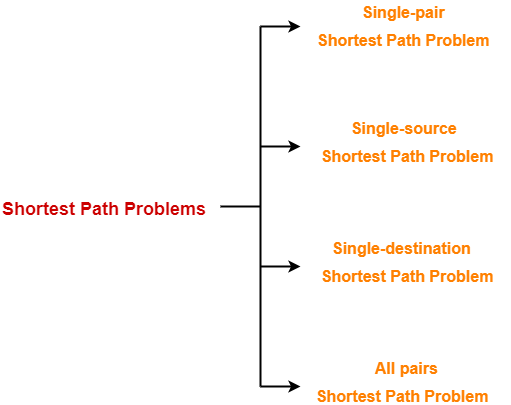 Single-pair
Shortest Path Problem
Single-source
Shortest Path Problem
Shortest Path Problems
Single-destination
Shortest Path Problem
All pairs
Shortest Path Problem